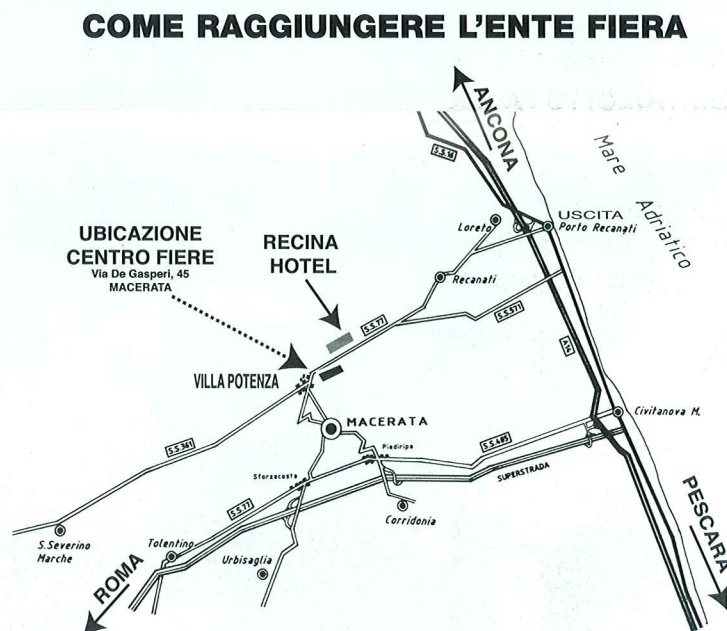 COME RAGGIUNGERE L'ENTE FIERA
ANCONA
S.S.16
Mare
Adriatico
UBICAZIONE
CENTRO FIERE
Via De Gasperi, 45
MACERATA
RECINA
HOTEL
Loreto
USCITA
Porto Recanati
Recanati
S.S.77
S.S.571
A14
VILLA POTENZA
MACERATA
Civitanova M.
S.S.361
Piediripa
S.S.485
Sforzacosta
SUPERSTRADA
S.S.77
Corridonia
PESCARA
S.Severino
Marche
Tolentino
Urbisaglia
ROMA